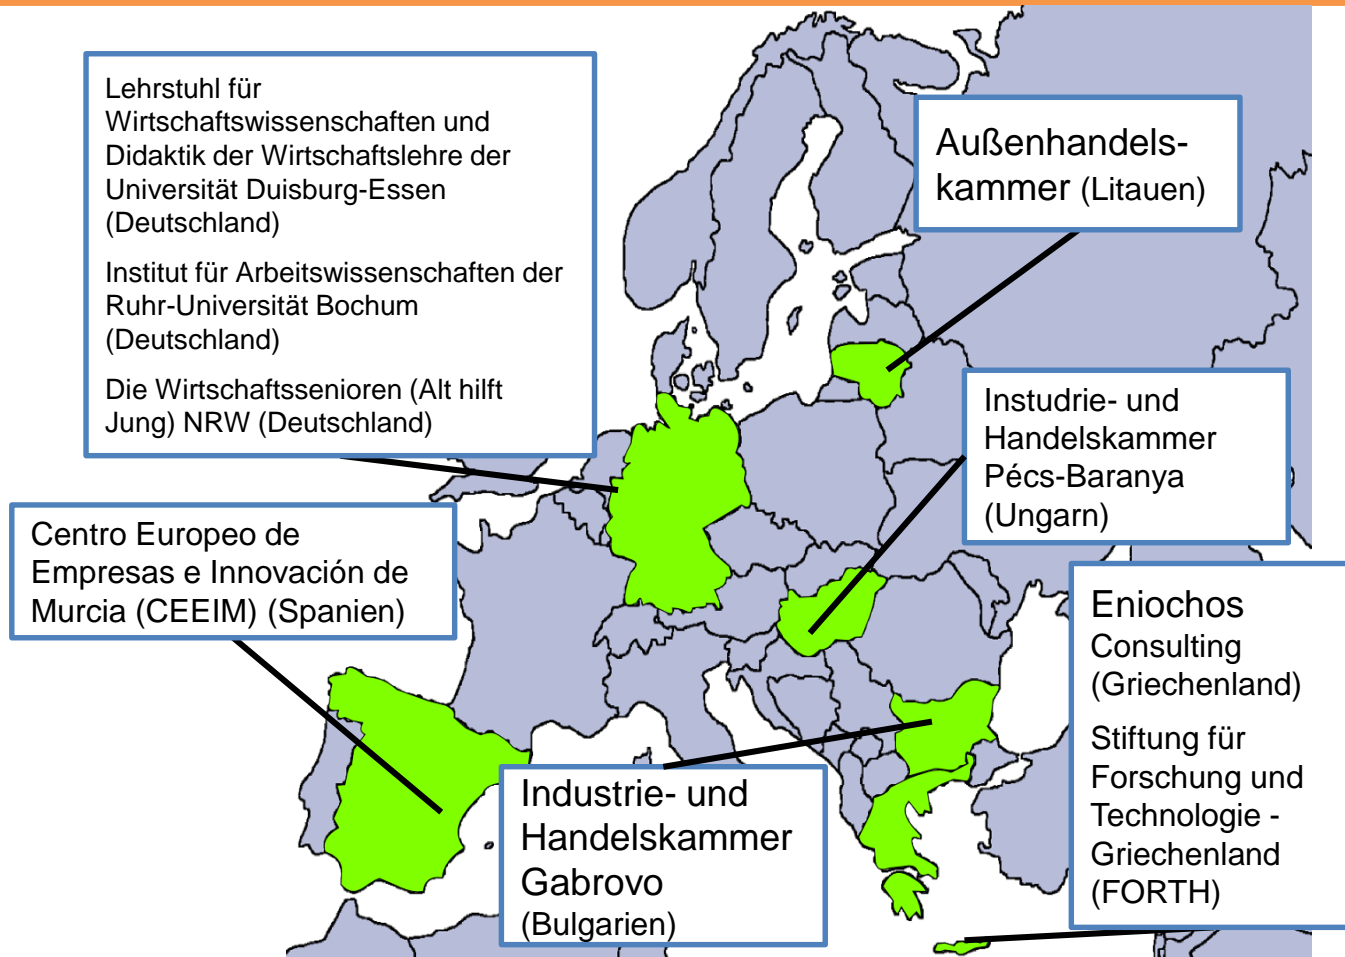 Lehrstuhl für
Wirtschaftswissenschaften und
Didaktik der Wirtschaftslehre der
Universität Duisburg-Essen
(Deutschland)
Institut für Arbeitswissenschaften der
Ruhr-Universität Bochum
(Deutschland)
Die Wirtschaftssenioren (Alt hilft
Jung) NRW (Deutschland)
Außenhandels-
kammer (Litauen)
Instudrie- und
Handelskammer
Pécs-Baranya
(Ungarn)
Centro Europeo de
Empresas e Innovación de
Murcia (CEEIM) (Spanien)
Eniochos
Consulting
(Griechenland)
Stiftung für
Forschung und
Technologie -
Griechenland
(FORTH)
Industrie- und
Handelskammer
Gabrovo
(Bulgarien)